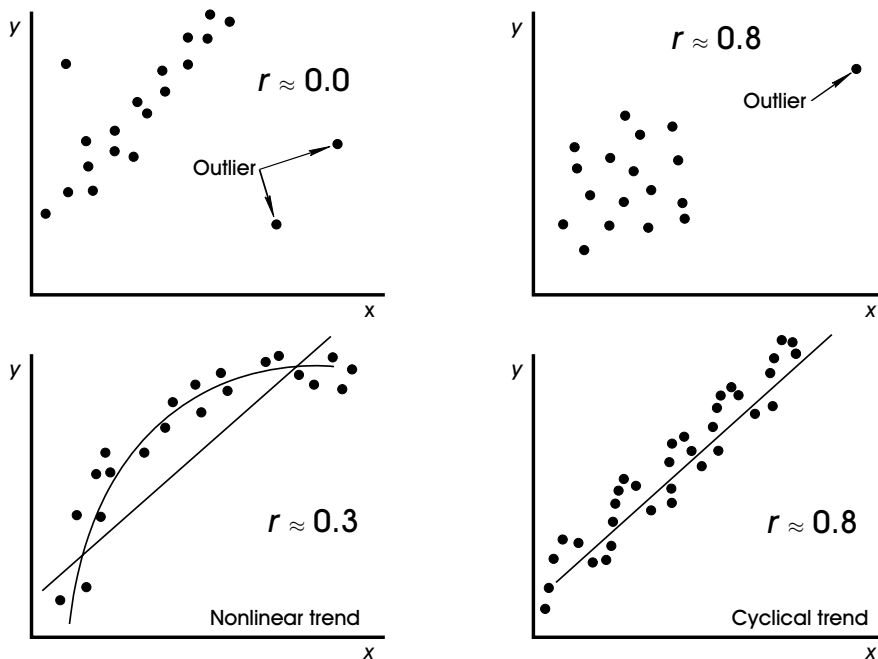 y
r ≈ 0.0
Outlier
x
y
r ≈ 0.8
Outlier
x
y
r ≈ 0.3
Nonlinear trend
x
y
r ≈ 0.8
Cyclical trend
x